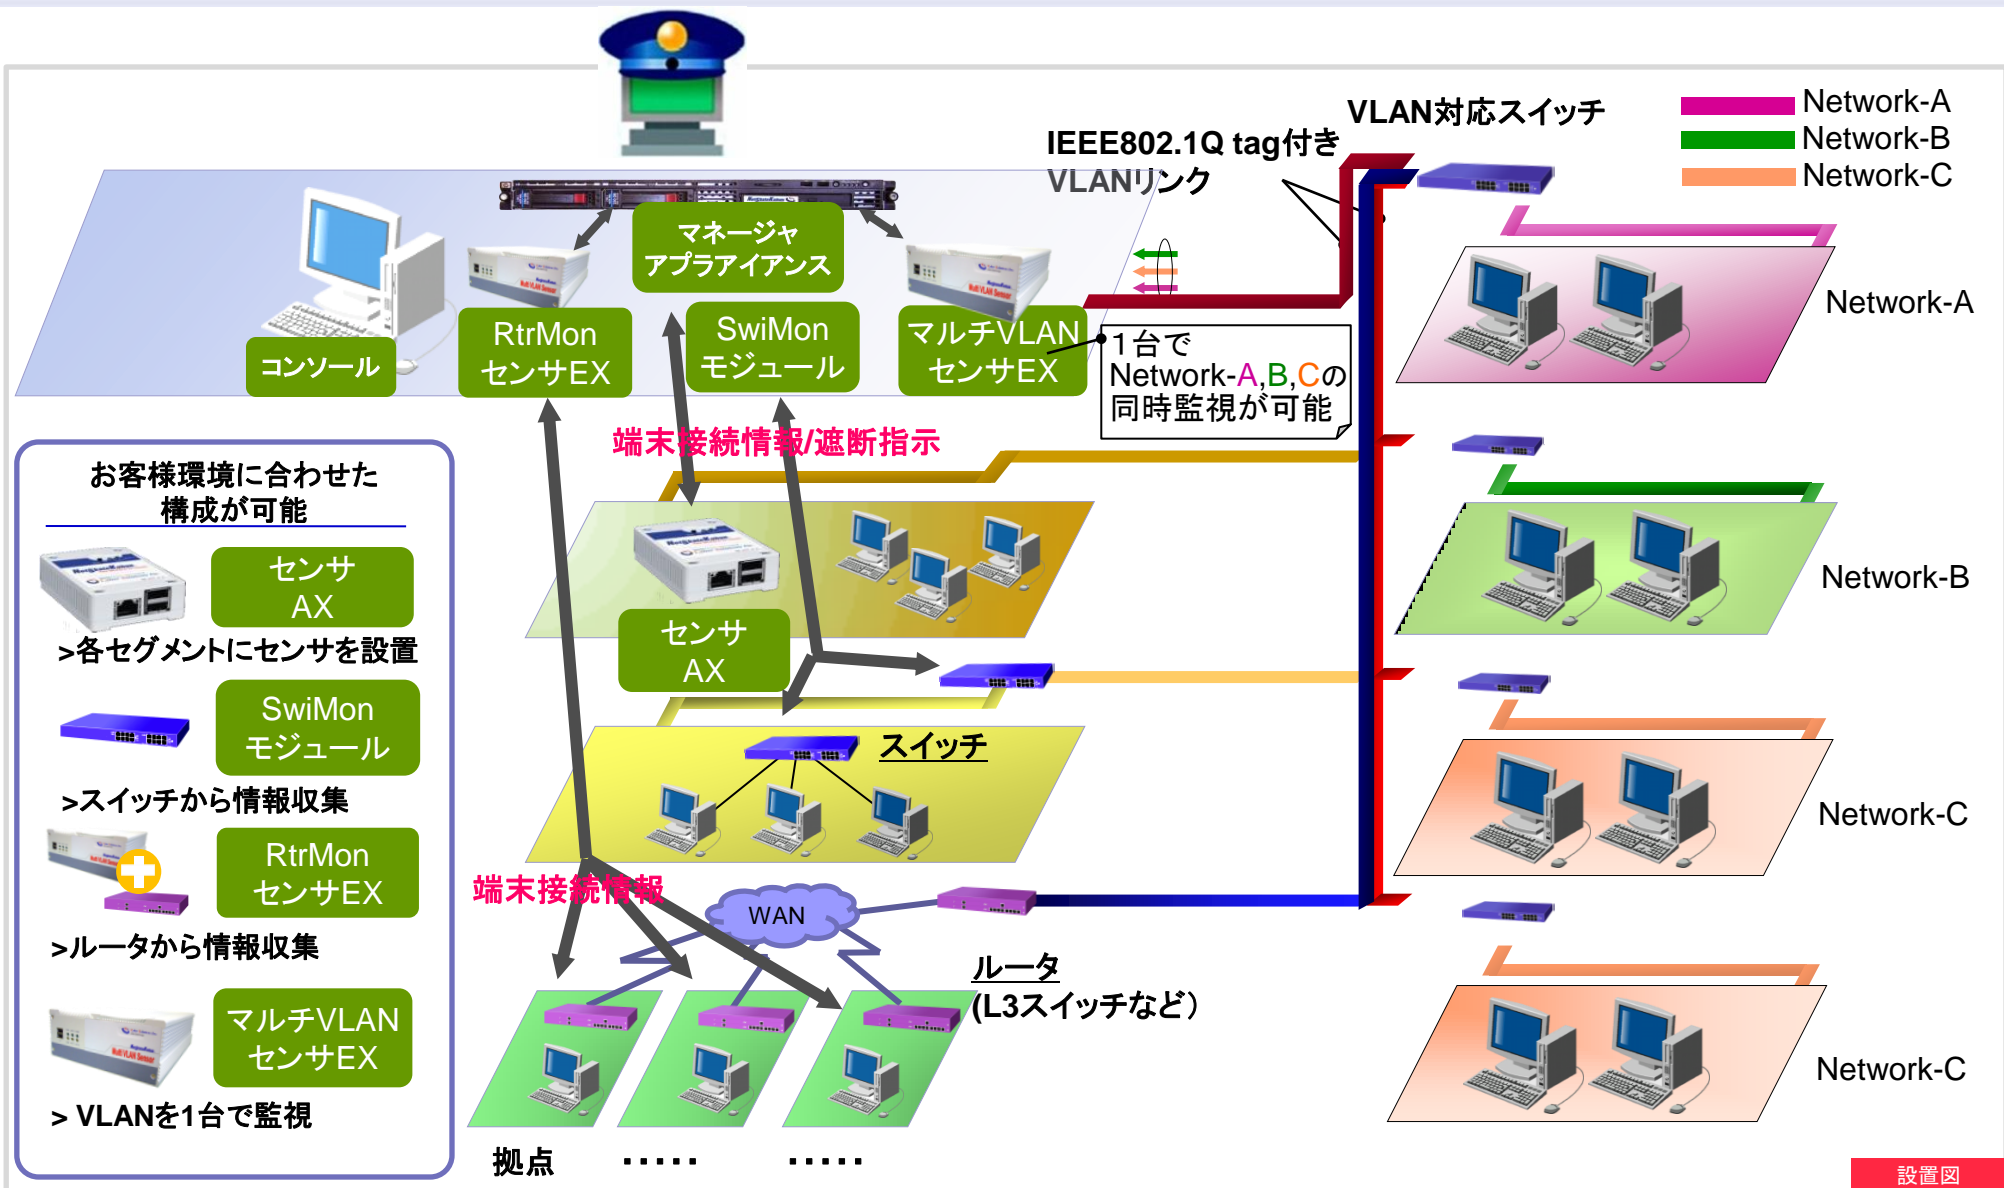 VLAN対応スイッチ
Network-A
Network-B
Network-C
IEEE802.1Q tag付き
VLANリンク
マネージャ
アプライアンス
コンソール
RtrMon
センサEX
SwiMon
モジュール
マルチVLAN
センサEX
Multi VLAN Sensor
Multi VLAN Sensor
1台で
Network-A,B,Cの
同時監視が可能
Network-A
端末接続情報/遮断指示
お客様環境に合わせた
構成が可能
センサ
AX
>各セグメントにセンサを設置
SwiMon
モジュール
>スイッチから情報収集
RtrMon
センサEX
>ルータから情報収集
マルチVLAN
センサEX
Multi VLAN Sensor
> VLANを1台で監視
センサ
AX
Network-B
スイッチ
Network-C
端末接続情報
WAN
ルータ
(L3スイッチなど)
Network-C
拠点
・・・・・
・・・・・
設置図